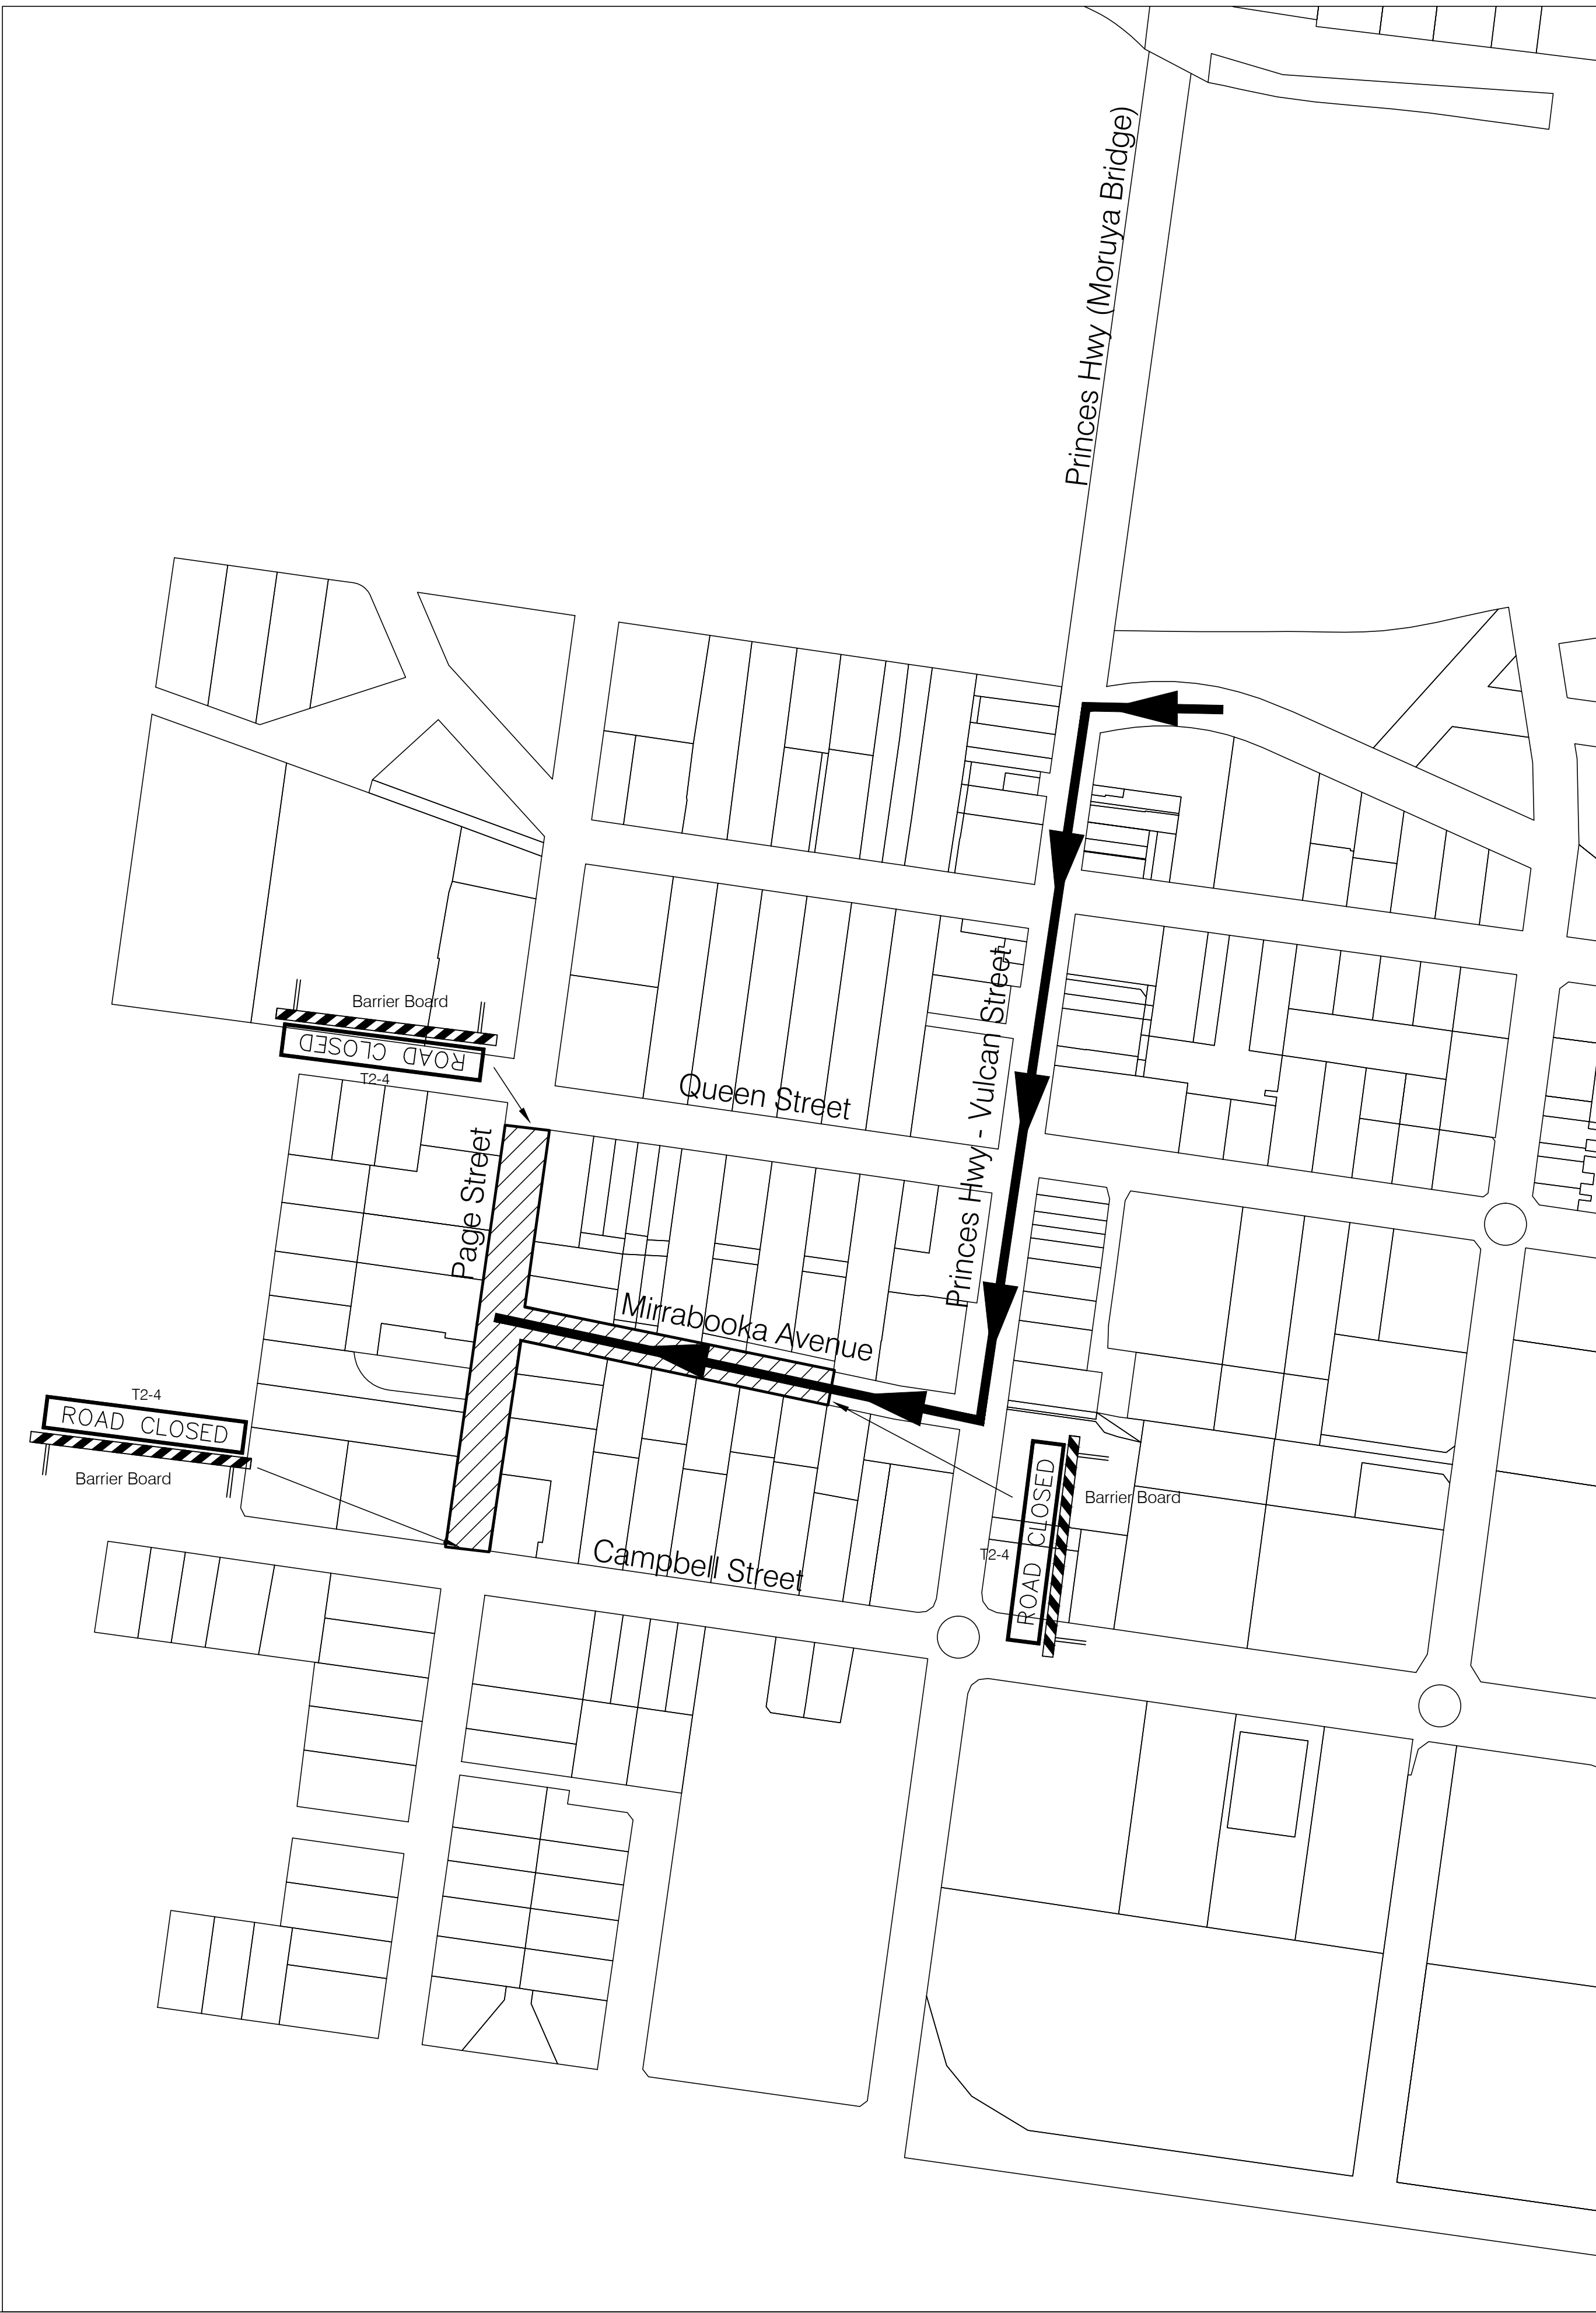 Princes Hwy (Moruya Bridge)
Barrier Board
ROAD CLOSED
T2-4
Queen Street
Princes Hwy - Vulcan Street
Page Street
Mirrabooka Avenue
T2-4
ROAD CLOSED
Barrier Board
ROAD CLOSED
Barrier Board
T2-4
Campbell Street